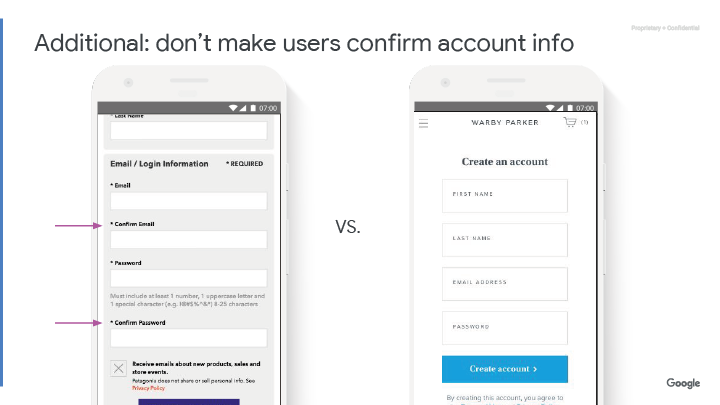 Proprietary + Confidential
Additional: don't make users confirm account info
07:00
* Last Name
Email / Login Information * REQUIRED
* Email
* Confirm Email
* Password
Must include at least 1 number, 1 uppercase letter and
1 special character (e.g. !@#$%^&*) 8-25 characters
* Confirm Password
Receive emails about new products, sales and
store events.
Patagonia does not share or sell personal info. See
Privacy Policy
VS.
07:00
WARBY PARKER (1)
Create an account
FIRST NAME
LAST NAME
EMAIL ADDRESS
PASSWORD
Create account >
By creating this account, you agree to
Google